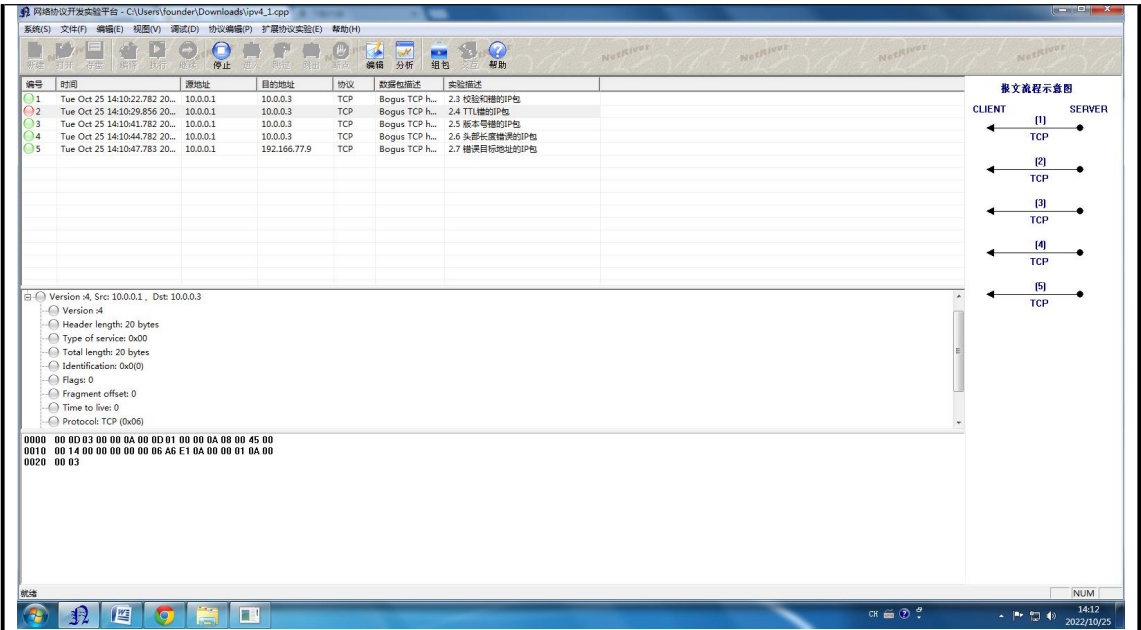 网络协议开发实验平台 - C:\Users\founder\Downloads\ipv4_1.cpp
系统(S) 文件(F) 编辑(E) 视图(V) 调试(D) 协议编辑(P) 扩展协议实验(E) 帮助(H)
新建 打开 存盘 编译 执行 继续 停止 进入 跳过 跳出 断点 编辑 分析 组包 交互 帮助
NetRiver NetRiver NetRiver
编号 时间 源地址 目的地址 协议 数据包描述 实验描述
1 Tue Oct 25 14:10:22.782 20... 10.0.0.1 10.0.0.3 TCP Bogus TCP h... 2.3 校验和错的IP包
2 Tue Oct 25 14:10:29.856 20... 10.0.0.1 10.0.0.3 TCP Bogus TCP h... 2.4 TTL错的IP包
3 Tue Oct 25 14:10:41.782 20... 10.0.0.1 10.0.0.3 TCP Bogus TCP h... 2.5 版本号错的IP包
4 Tue Oct 25 14:10:44.782 20... 10.0.0.1 10.0.0.3 TCP Bogus TCP h... 2.6 头部长度错误的IP包
5 Tue Oct 25 14:10:47.783 20... 10.0.0.1 192.166.77.9 TCP Bogus TCP h... 2.7 错误目标地址的IP包
报文流程示意图
CLIENT SERVER
[1]
TCP
[2]
TCP
[3]
TCP
[4]
TCP
[5]
TCP
Version :4, Src: 10.0.0.1 , Dst: 10.0.0.3
Version :4
Header length: 20 bytes
Type of service: 0x00
Total length: 20 bytes
Identification: 0x0(0)
Flags: 0
Fragment offset: 0
Time to live: 0
Protocol: TCP (0x06)
0000 00 0D 03 00 00 0A 00 0D 01 00 00 0A 08 00 45 00
0010 00 14 00 00 00 00 00 06 A6 E1 0A 00 00 01 0A 00
0020 00 03
就绪 NUM
CH 14:12
2022/10/25